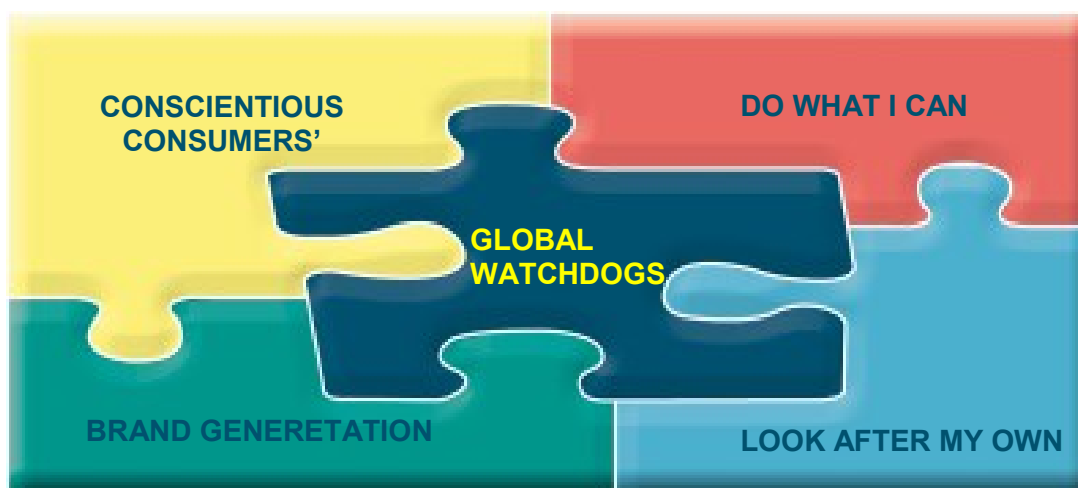 CONSCIENTIOUS
CONSUMERS’
DO WHAT I CAN
GLOBAL
WATCHDOGS
BRAND GENERETATION
LOOK AFTER MY OWN